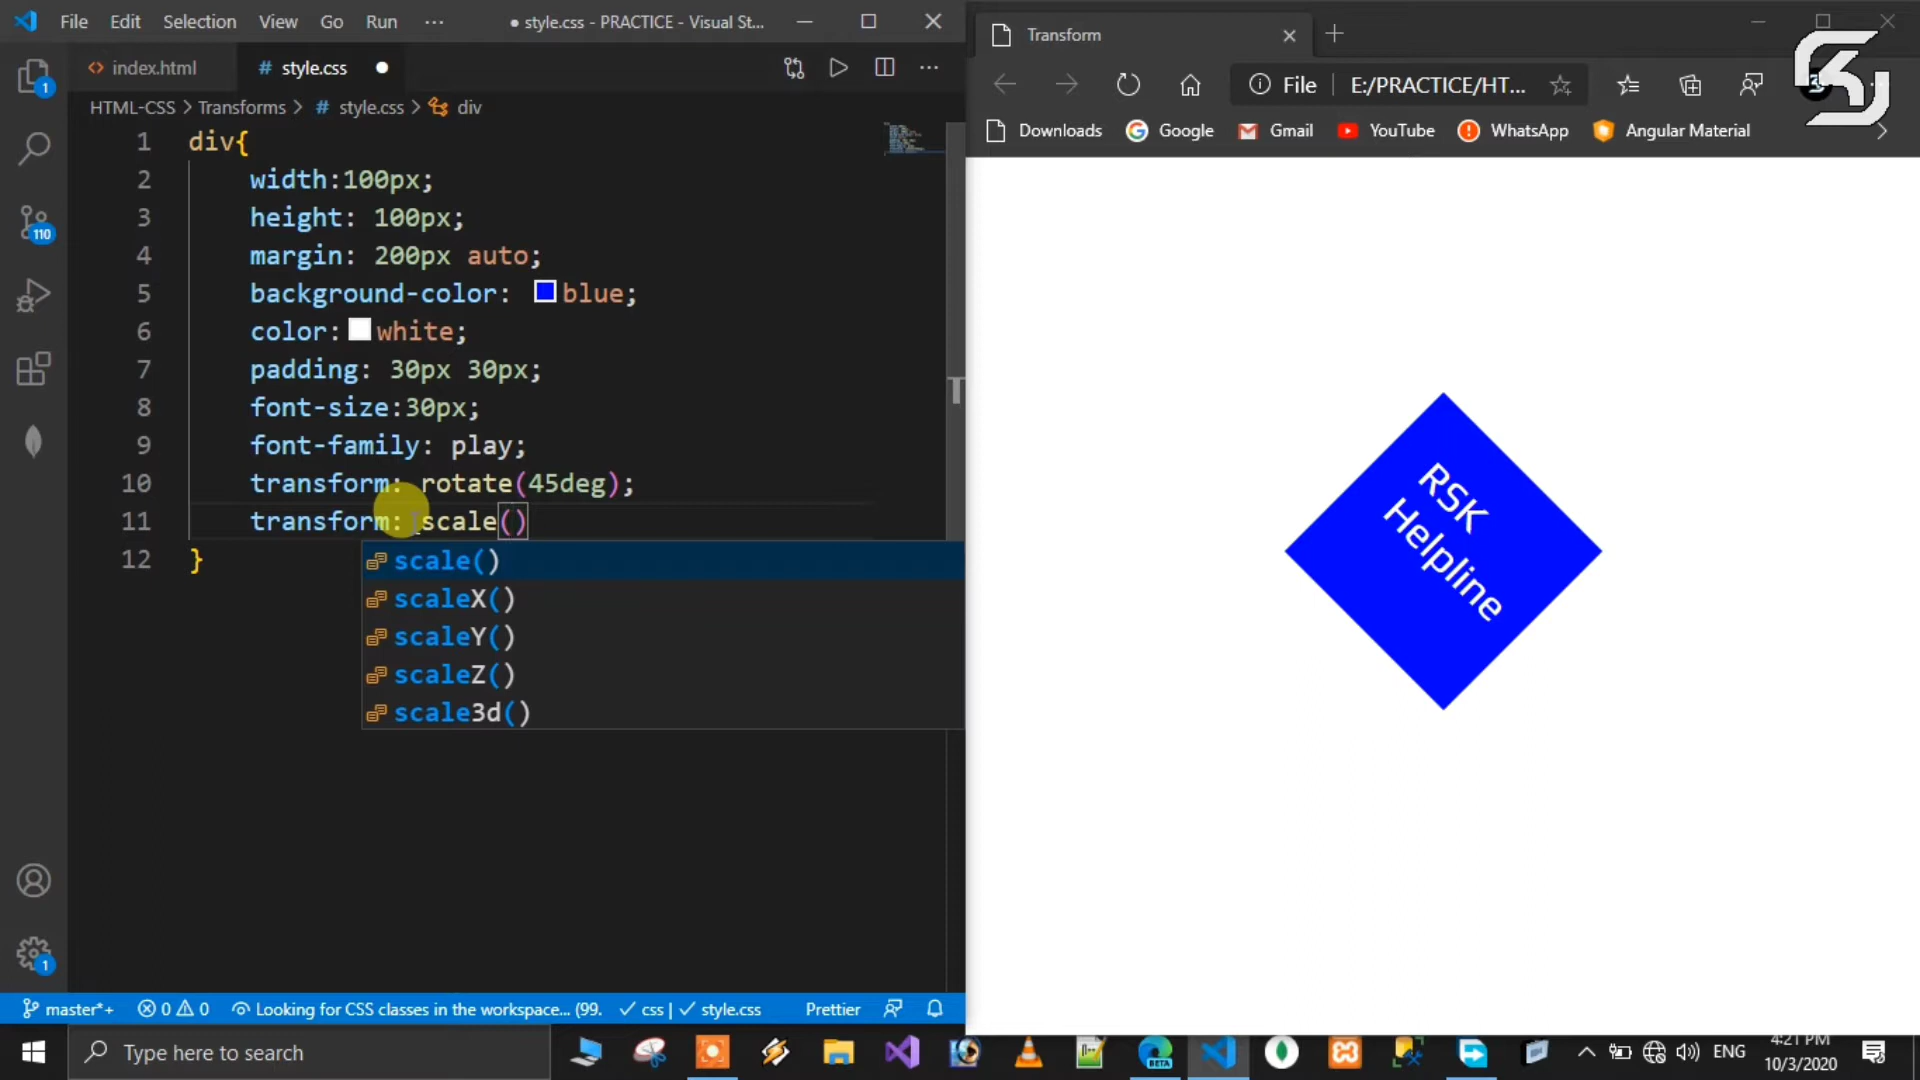 File Edit Selection View Go Run ··· ● style.css - PRACTICE - Visual St...
index.html # style.css ●
HTML-CSS > Transforms > # style.css > div
1 div{
2 width:100px;
3 height: 100px;
4 margin: 200px auto;
5 background-color: blue;
6 color: white;
7 padding: 30px 30px;
8 font-size:30px;
9 font-family: play;
10 transform: rotate(45deg);
11 transform: scale()
12 }
scale()
scaleX()
scaleY()
scaleZ()
scale3d()
1
110
1
master*+ 0 0 Looking for CSS classes in the workspace... (99. ✓ css | ✓ style.css Prettier
Transform
File E:/PRACTICE/HT...
Downloads Google Gmail YouTube WhatsApp Angular Material
RSK
Helpline
Type here to search
BETA
ENG
4:21 PM
10/3/2020